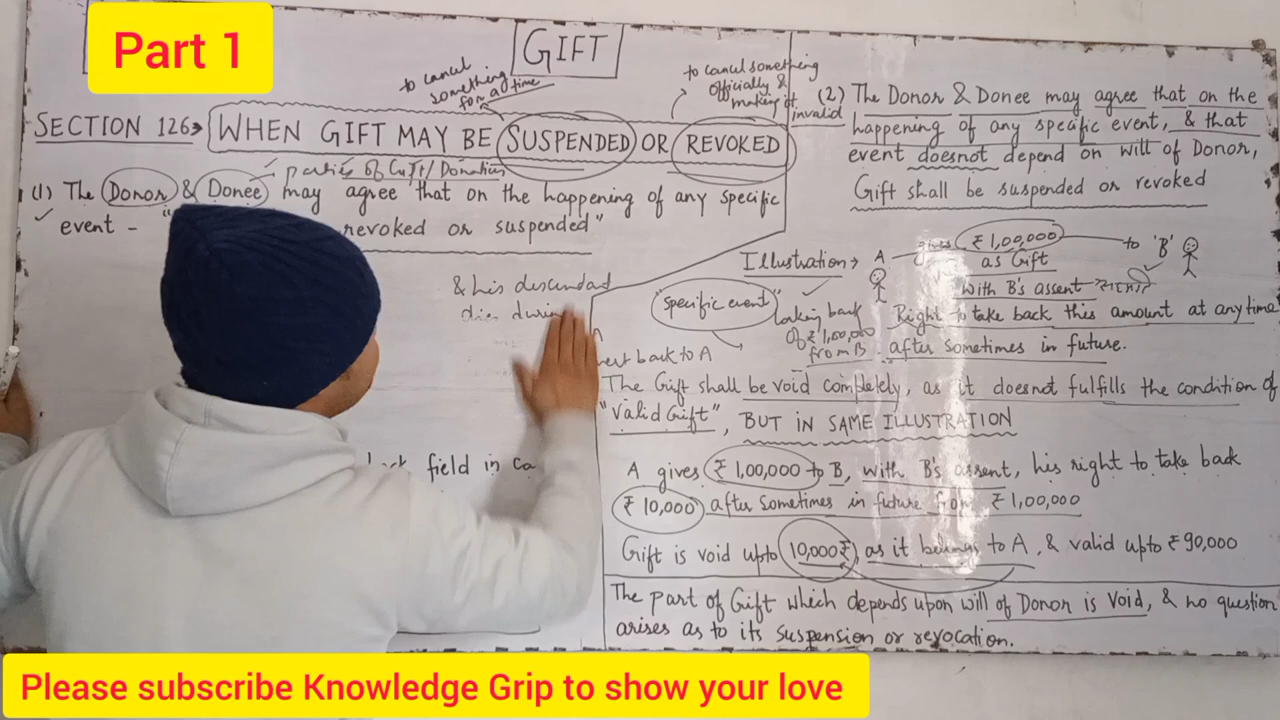 Part 1
GIFT
to cancel
something
for a time
to cancel something
officially &
making it
invalid
SECTION 126→ WHEN GIFT MAY BE SUSPENDED OR REVOKED
parties of Gift/Donation
(1) The Donor & Donee may agree that on the happening of any specific
event - " revoked or suspended"
& his descendant
dies during
A
back to A
field in
(2) The Donor & Donee may agree that on the
happening of any specific event, & that
event doesnot depend on will of Donor,
Gift shall be suspended or revoked
Illustration→ A gives ₹1,00,000 to 'B'
as Gift
with B's assent
"Specific event" taking back
of ₹1,00,000
from B
Right to take back this amount at anytime
after sometimes in future.
The Gift shall be void completely, as it doesnot fulfills the condition of
"Valid Gift", BUT IN SAME ILLUSTRATION
A gives ₹1,00,000 to B, with B's assent, his right to take back
₹10,000 after sometimes in future from ₹1,00,000
Gift is void upto 10,000₹, as it belongs to A, & valid upto ₹90,000
The part of Gift which depends upon will of Donor is Void, & no question
arises as to its suspension or revocation.
Please subscribe Knowledge Grip to show your love